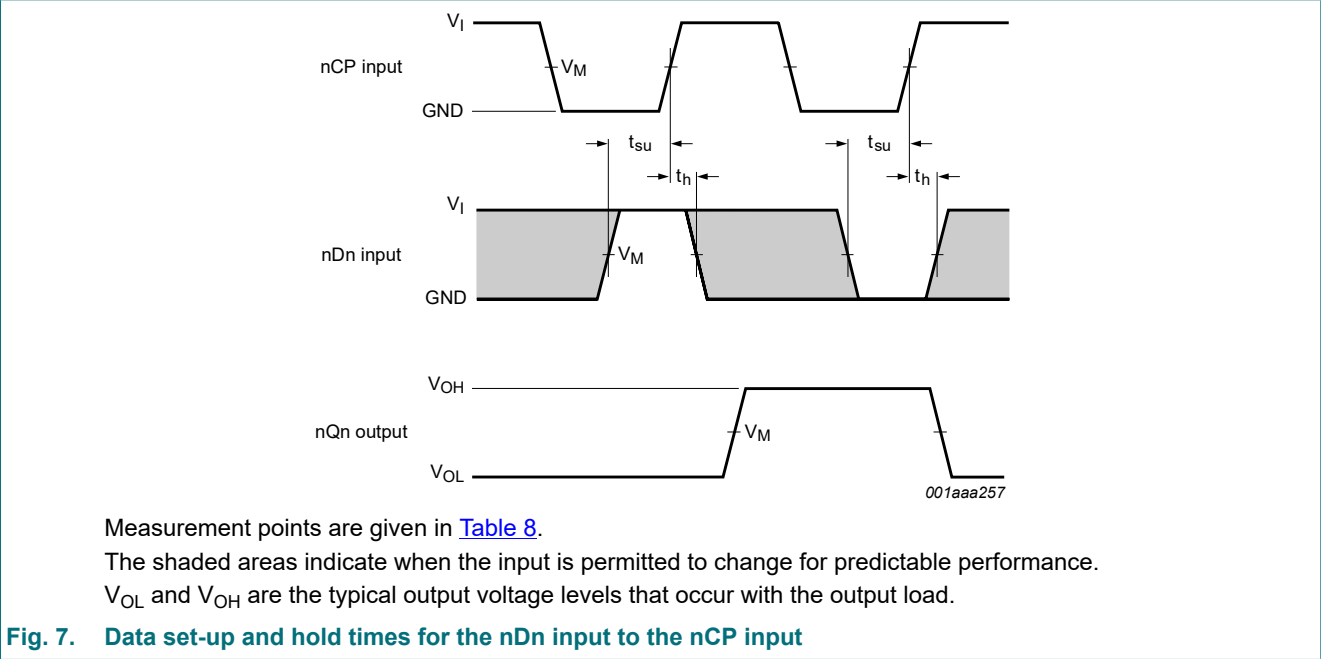 VI
nCP input
VM
GND
tsu
tsu
th
th
VI
nDn input
VM
GND
VOH
nQn output
VM
VOL
001aaa257
Measurement points are given in Table 8.
The shaded areas indicate when the input is permitted to change for predictable performance.
VOL and VOH are the typical output voltage levels that occur with the output load.
Fig. 7. Data set-up and hold times for the nDn input to the nCP input